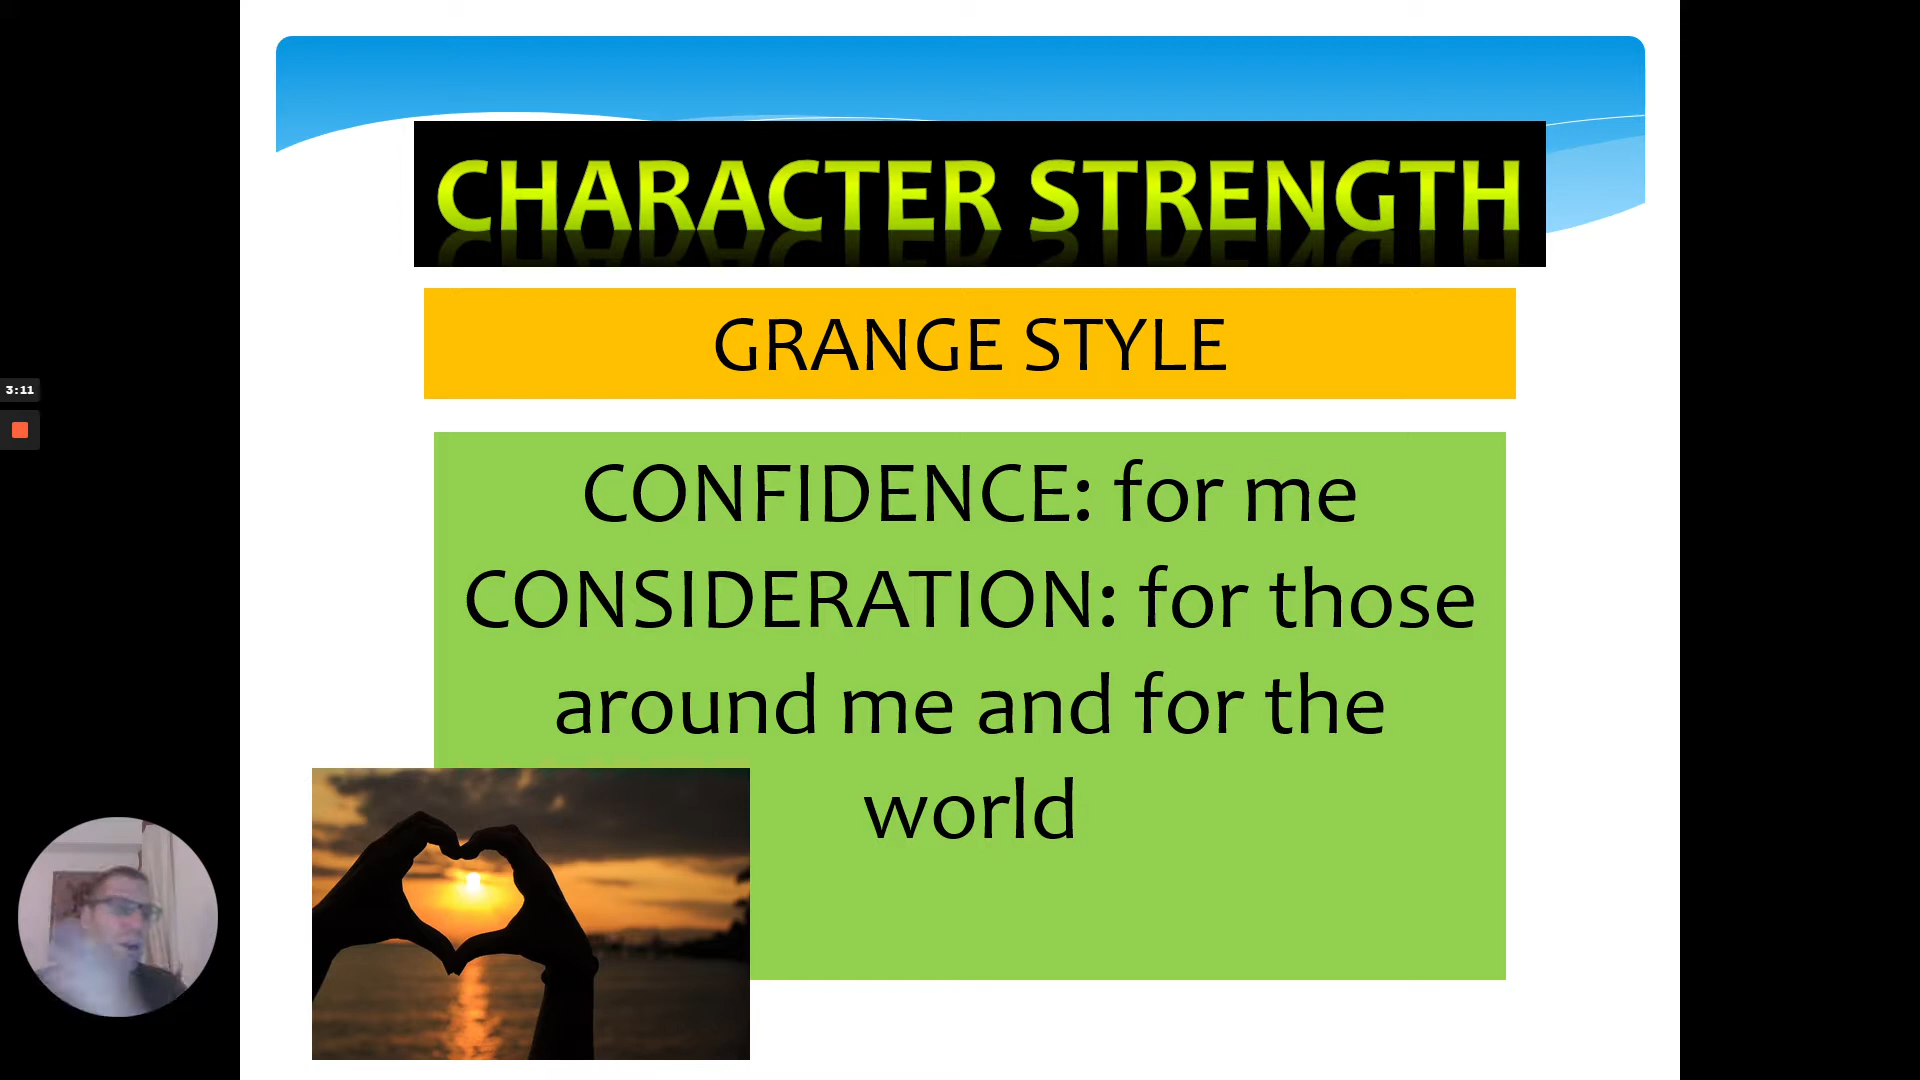 CHARACTER STRENGTH
GRANGE STYLE
3:11
CONFIDENCE: for me
CONSIDERATION: for those
around me and for the
world